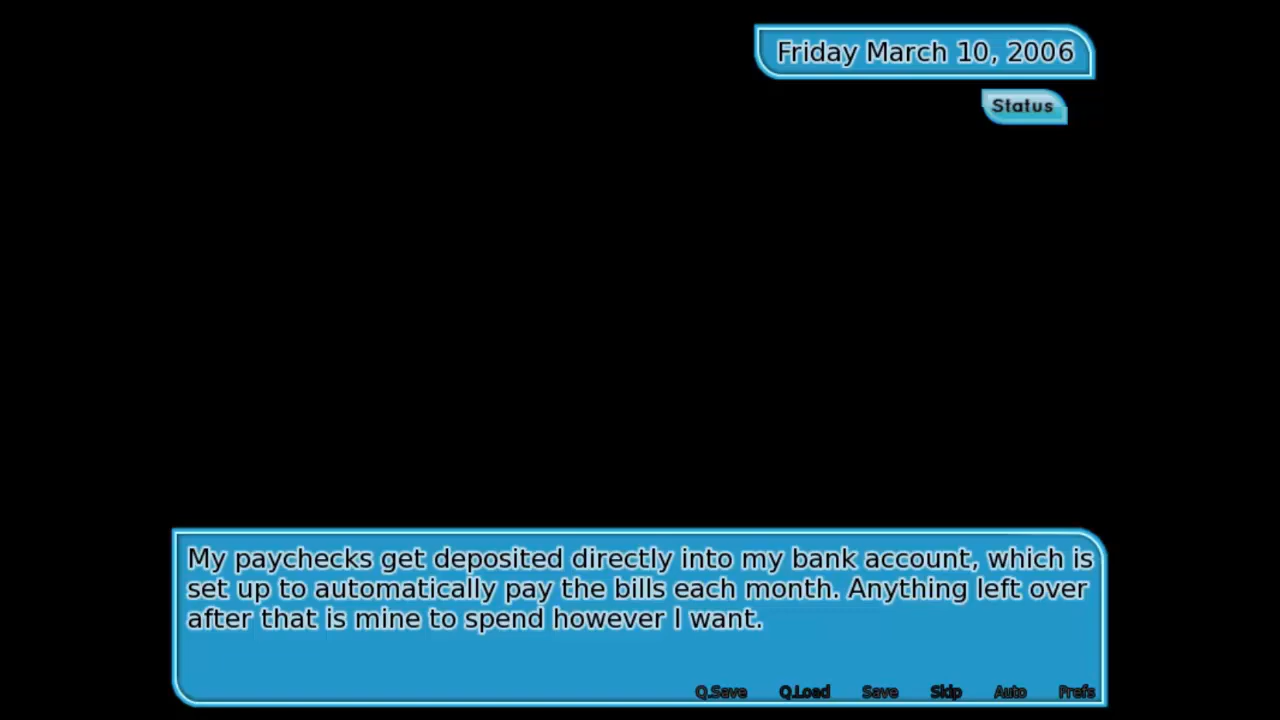 Friday March 10, 2006
Status
My paychecks get deposited directly into my bank account, which is
set up to automatically pay the bills each month. Anything left over
after that is mine to spend however I want.
Q.Save Q.Load Save Skip Auto Prefs